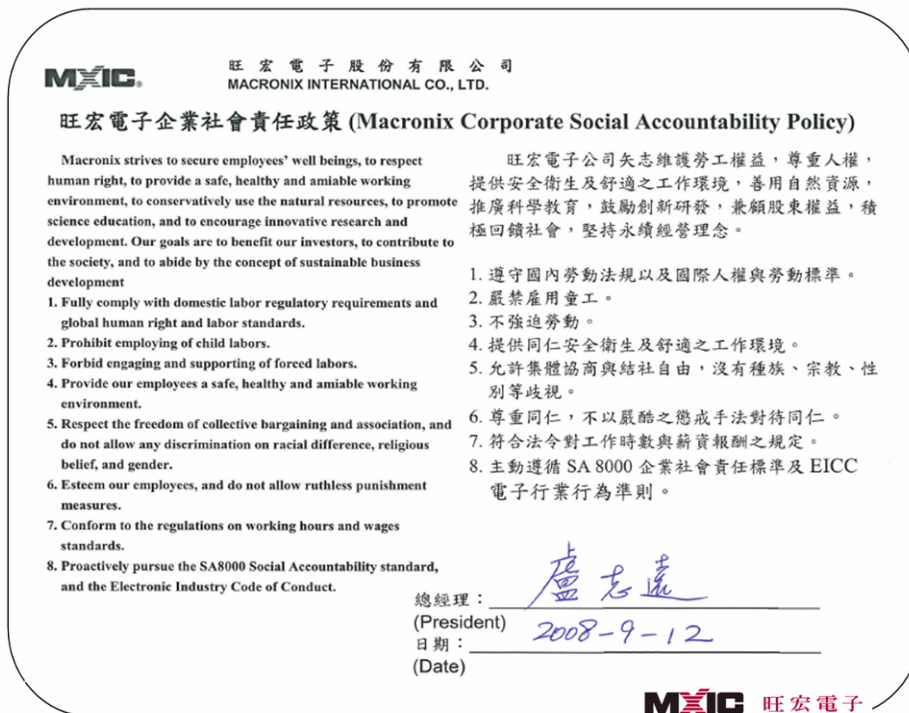 MXIC®
旺宏電子股份有限公司
MACRONIX INTERNATIONAL CO., LTD.
旺宏電子企業社會責任政策 (Macronix Corporate Social Accountability Policy)
Macronix strives to secure employees' well beings, to respect
human right, to provide a safe, healthy and amiable working
environment, to conservatively use the natural resources, to promote
science education, and to encourage innovative research and
development. Our goals are to benefit our investors, to contribute to
the society, and to abide by the concept of sustainable business
development
1. Fully comply with domestic labor regulatory requirements and
global human right and labor standards.
2. Prohibit employing of child labors.
3. Forbid engaging and supporting of forced labors.
4. Provide our employees a safe, healthy and amiable working
environment.
5. Respect the freedom of collective bargaining and association, and
do not allow any discrimination on racial difference, religious
belief, and gender.
6. Esteem our employees, and do not allow ruthless punishment
measures.
7. Conform to the regulations on working hours and wages
standards.
8. Proactively pursue the SA8000 Social Accountability standard,
and the Electronic Industry Code of Conduct.
旺宏電子公司矢志維護勞工權益，尊重人權，
提供安全衛生及舒適之工作環境，善用自然資源，
推廣科學教育，鼓勵創新研發，兼顧股東權益，積
極回饋社會，堅持永續經營理念。
1. 遵守國內勞動法規以及國際人權與勞動標準。
2. 嚴禁雇用童工。
3. 不強迫勞動。
4. 提供同仁安全衛生及舒適之工作環境。
5. 允許集體協商與結社自由，沒有種族、宗教、性
別等歧視。
6. 尊重同仁，不以嚴酷之懲戒手法對待同仁。
7. 符合法令對工作時數與薪資報酬之規定。
8. 主動遵循 SA 8000 企業社會責任標準及 EICC
電子行業行為準則。
總經理：盧志遠
(President)
日期：2008-9-12
(Date)
MXIC 旺宏電子